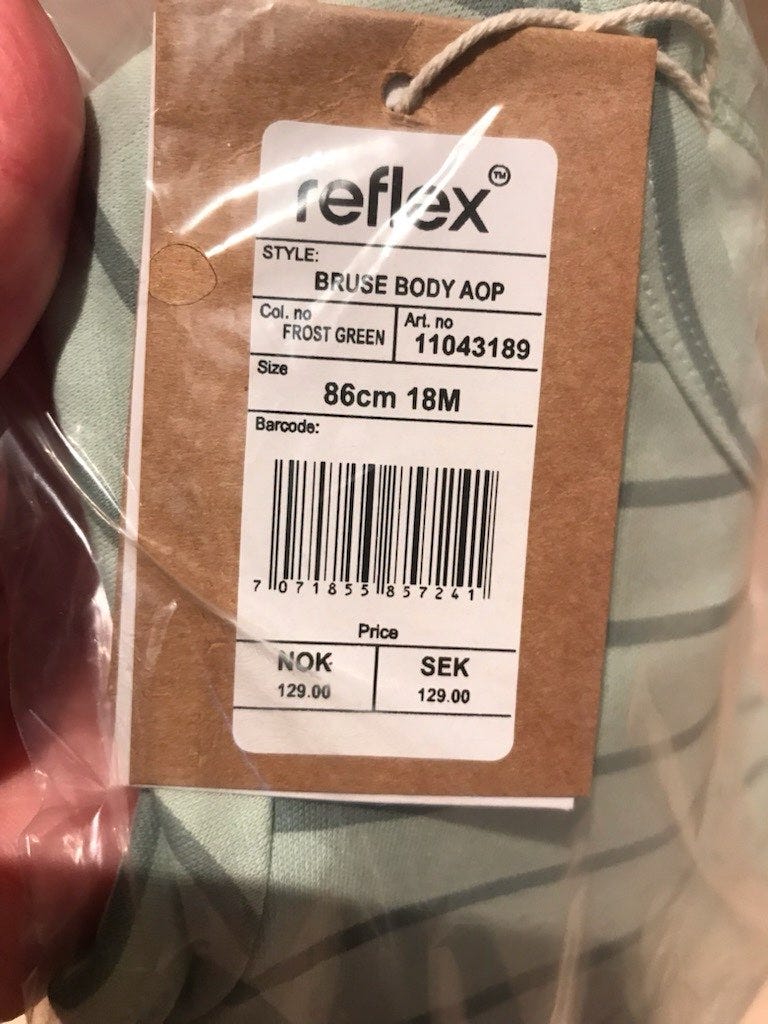 reflex™
STYLE:
BRUSE BODY AOP
Col. no
FROST GREEN
Art. no
11043189
Size
86cm 18M
Barcode:
7 071855 857241
Price
NOK
129.00
SEK
129.00